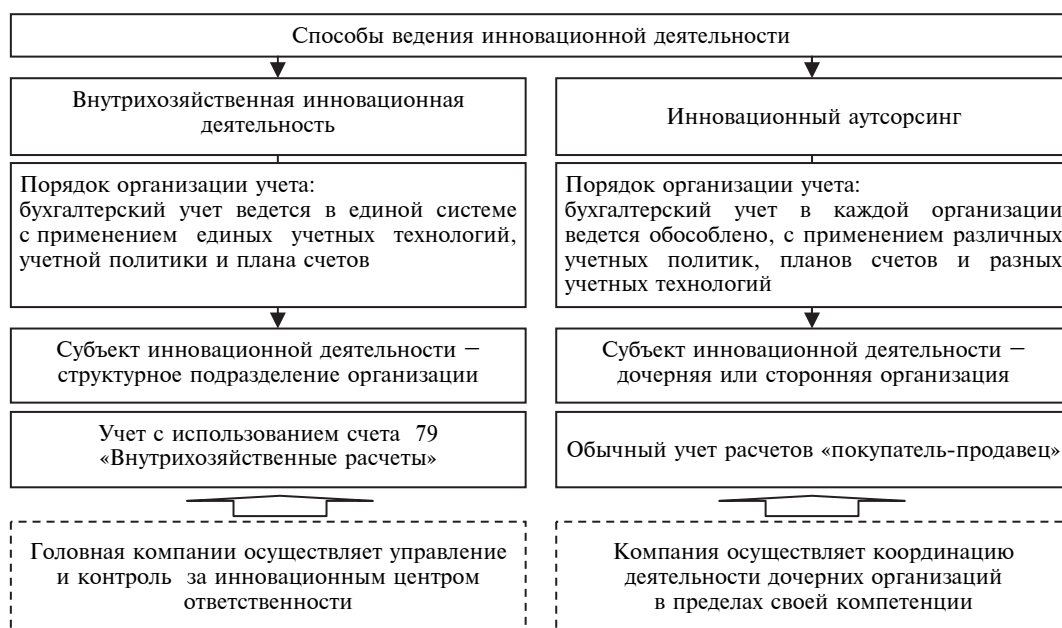 Способы ведения инновационной деятельности
Внутрихозяйственная инновационная
деятельность
Инновационный аутсорсинг
Порядок организации учета:
бухгалтерский учет ведется в единой системе
с применением единых учетных технологий,
учетной политики и плана счетов
Порядок организации учета:
бухгалтерский учет в каждой организации
ведется обособлено, с применением различных
учетных политик, планов счетов и разных
учетных технологий
Субъект инновационной деятельности –
структурное подразделение организации
Субъект инновационной деятельности –
дочерняя или сторонняя организация
Учет с использованием счета 79
«Внутрихозяйственные расчеты»
Обычный учет расчетов «покупатель-продавец»
Головная компании осуществляет управление
и контроль за инновационным центром
ответственности
Компания осуществляет координацию
деятельности дочерних организаций
в пределах своей компетенции